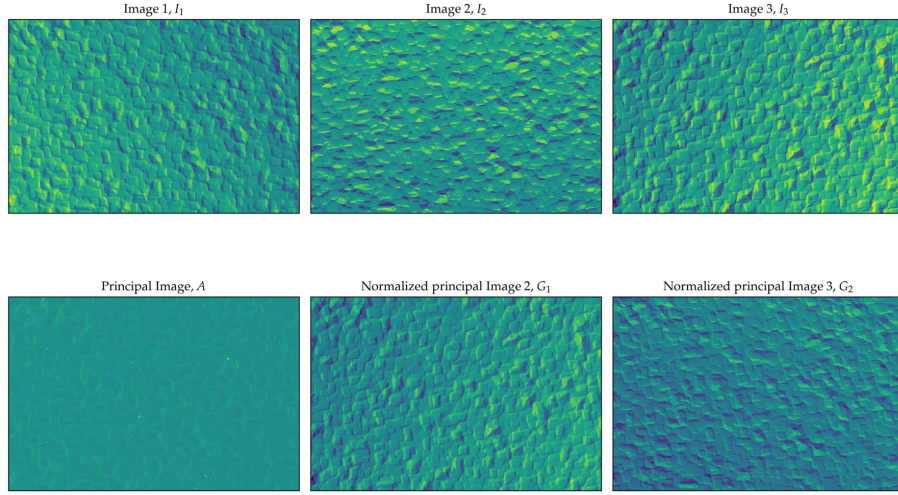 Image 1, I₁
Image 2, I₂
Image 3, I₃
Principal Image, A
Normalized principal Image 2, G₁
Normalized principal Image 3, G₂